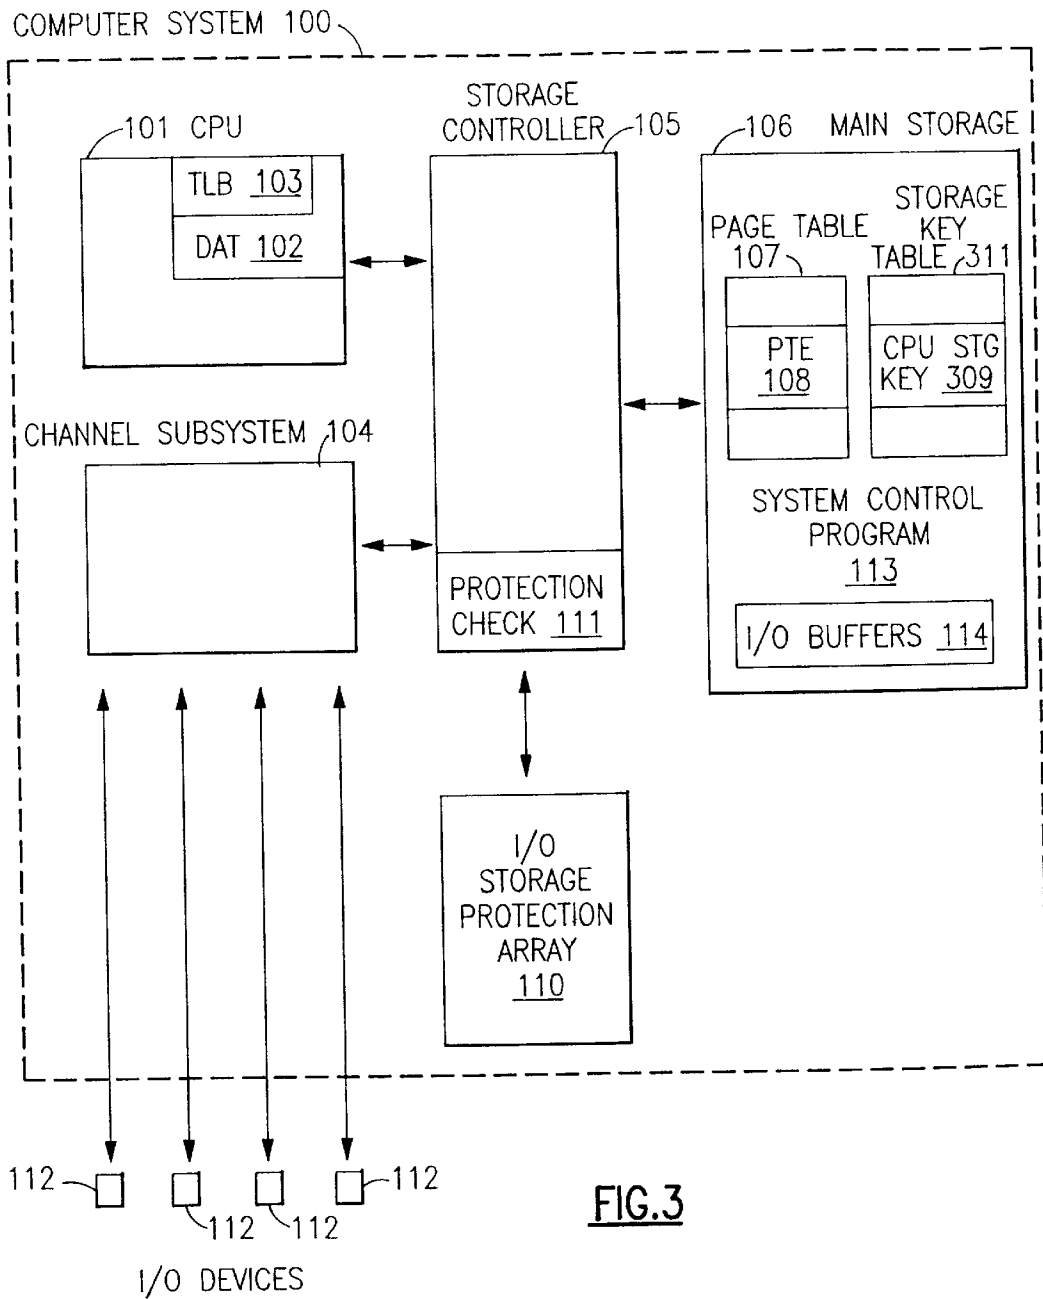 COMPUTER SYSTEM 100
101 CPU
TLB 103
DAT 102
STORAGE
CONTROLLER 105
106 MAIN STORAGE
PAGE TABLE
107
STORAGE
KEY
TABLE 311
PTE
108
CPU STG
KEY 309
CHANNEL SUBSYSTEM 104
SYSTEM CONTROL
PROGRAM
113
PROTECTION
CHECK 111
I/O BUFFERS 114
I/O
STORAGE
PROTECTION
ARRAY
110
112
112
112
112
I/O DEVICES
FIG.3